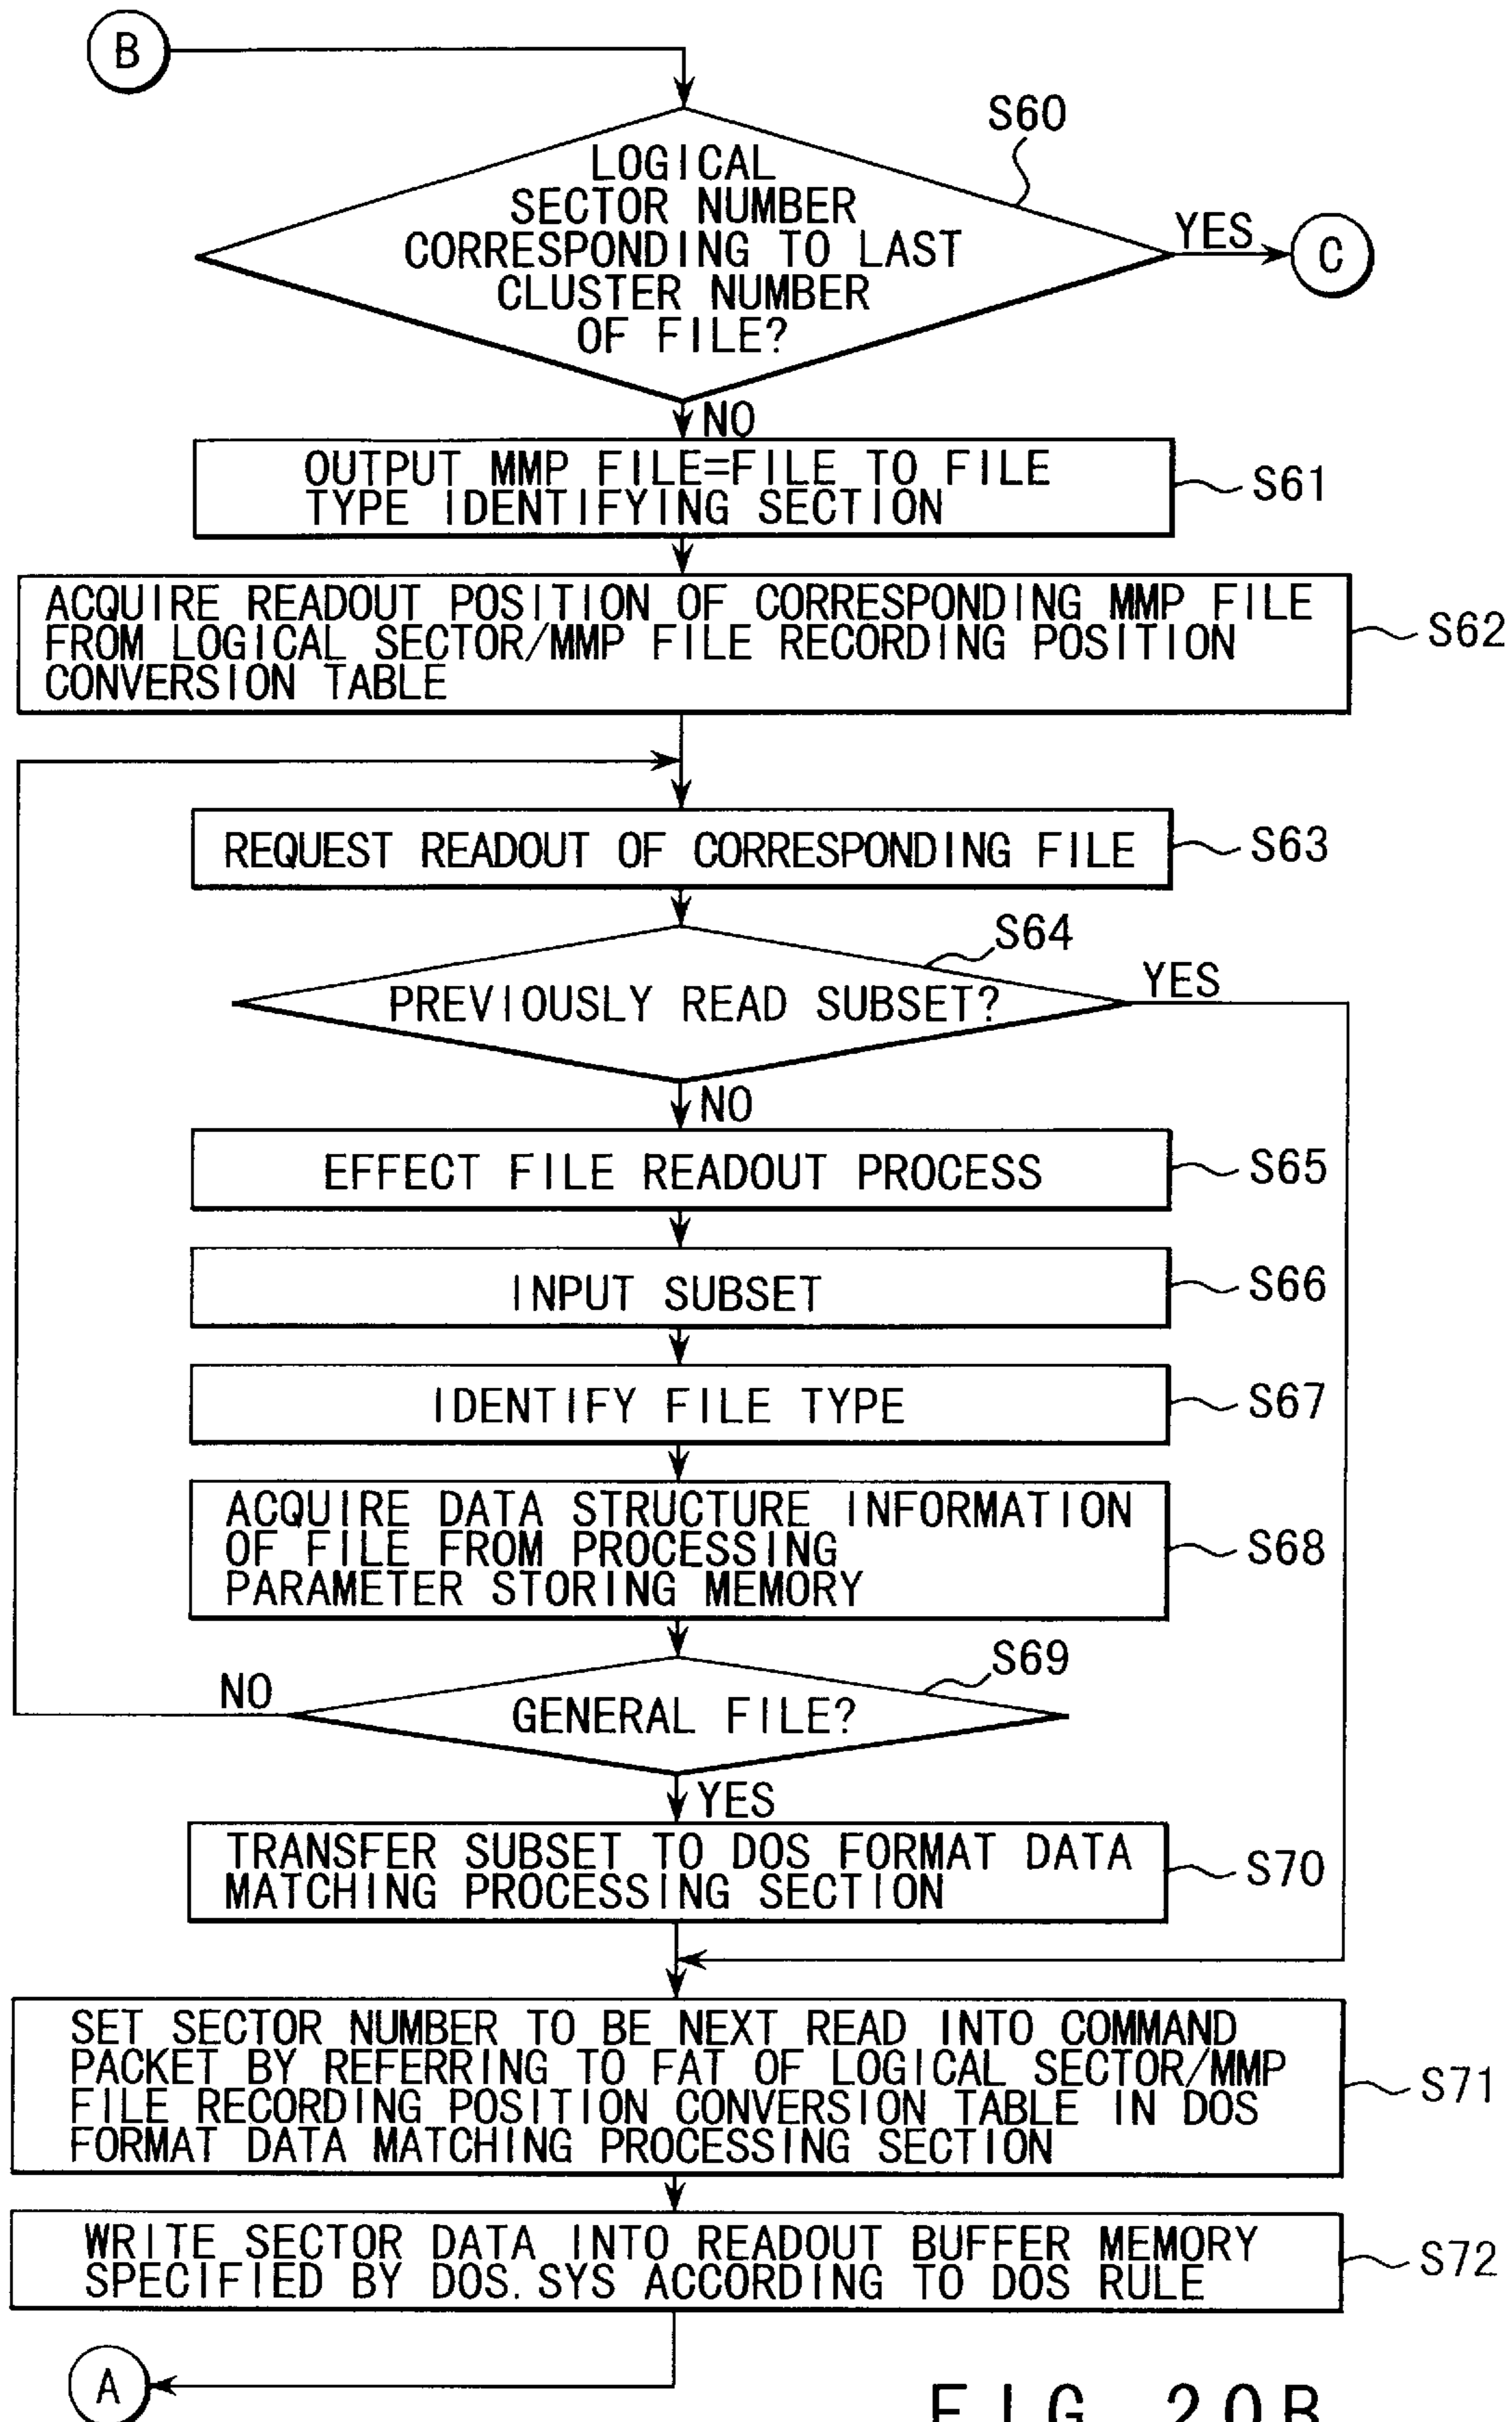 B
S60
LOGICAL
SECTOR NUMBER
CORRESPONDING TO LAST
CLUSTER NUMBER
OF FILE?
YES
C
NO
OUTPUT MMP FILE=FILE TO FILE
TYPE IDENTIFYING SECTION
S61
ACQUIRE READOUT POSITION OF CORRESPONDING MMP FILE
FROM LOGICAL SECTOR/MMP FILE RECORDING POSITION
CONVERSION TABLE
S62
REQUEST READOUT OF CORRESPONDING FILE
S63
S64
PREVIOUSLY READ SUBSET?
YES
NO
EFFECT FILE READOUT PROCESS
S65
INPUT SUBSET
S66
IDENTIFY FILE TYPE
S67
ACQUIRE DATA STRUCTURE INFORMATION
OF FILE FROM PROCESSING
PARAMETER STORING MEMORY
S68
S69
NO
GENERAL FILE?
YES
TRANSFER SUBSET TO DOS FORMAT DATA
MATCHING PROCESSING SECTION
S70
SET SECTOR NUMBER TO BE NEXT READ INTO COMMAND
PACKET BY REFERRING TO FAT OF LOGICAL SECTOR/MMP
FILE RECORDING POSITION CONVERSION TABLE IN DOS
FORMAT DATA MATCHING PROCESSING SECTION
S71
WRITE SECTOR DATA INTO READOUT BUFFER MEMORY
SPECIFIED BY DOS.SYS ACCORDING TO DOS RULE
S72
A
FIG. 20B